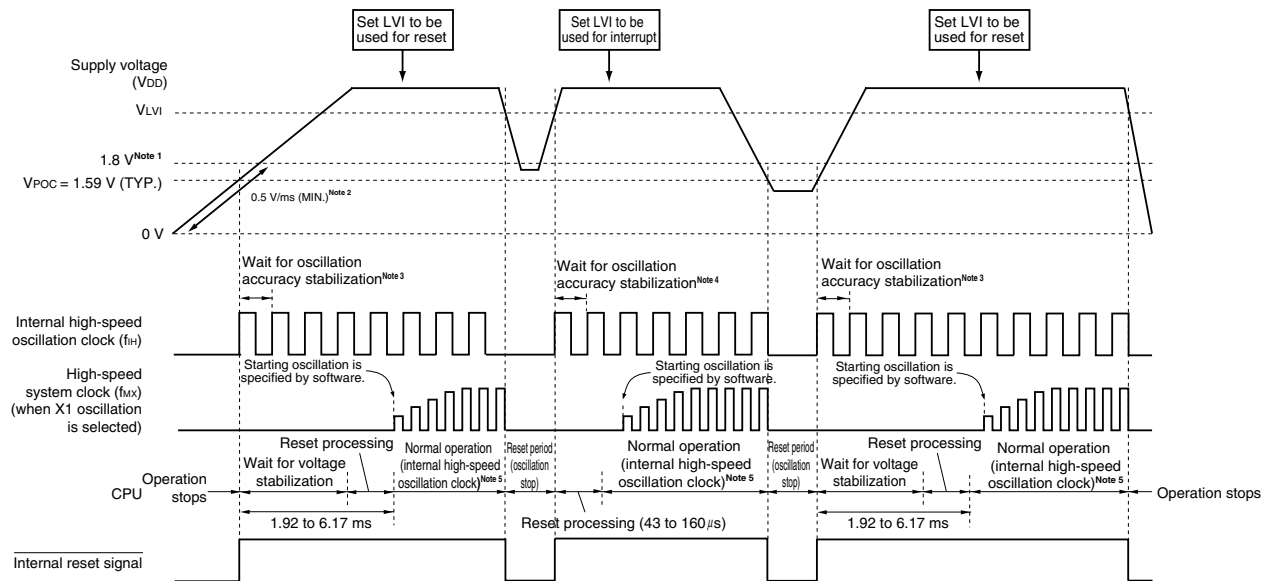 Set LVI to be
used for reset
Set LVI to be
used for interrupt
Set LVI to be
used for reset
Supply voltage
(VDD)
VLVI
1.8 V Note 1
VPOC = 1.59 V (TYP.)
0.5 V/ms (MIN.) Note 2
0 V
Wait for oscillation
accuracy stabilization Note 3
Wait for oscillation
accuracy stabilization Note 4
Wait for oscillation
accuracy stabilization Note 3
Internal high-speed
oscillation clock (fIH)
High-speed
system clock (fMX)
(when X1 oscillation
is selected)
Starting oscillation is
specified by software.
Starting oscillation is
specified by software.
Starting oscillation is
specified by software.
CPU
Operation
stops
Wait for voltage
stabilization
Reset processing
1.92 to 6.17 ms
Normal operation
(internal high-speed
oscillation clock) Note 5
Reset period
(oscillation
stop)
Reset processing (43 to 160 μs)
Normal operation
(internal high-speed
oscillation clock) Note 5
Reset period
(oscillation
stop)
Wait for voltage
stabilization
Reset processing
1.92 to 6.17 ms
Normal operation
(internal high-speed
oscillation clock) Note 5
Operation stops
Internal reset signal